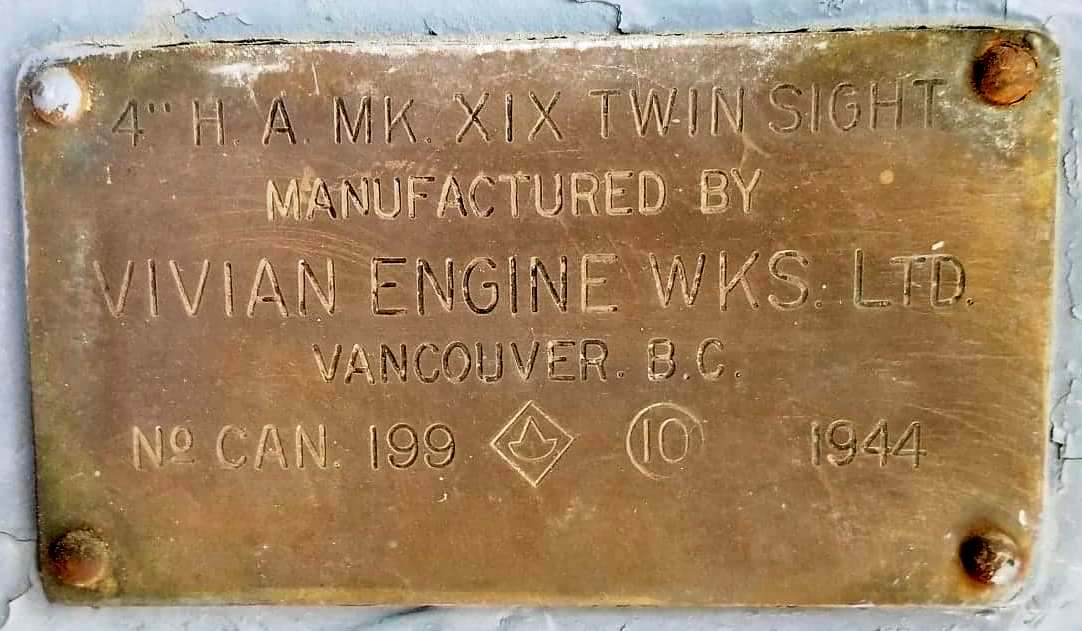 4" H. A. MK. XIX TWIN SIGHT
MANUFACTURED BY
VIVIAN ENGINE WKS. LTD.
VANCOUVER. B.C.
Nº CAN. 199 10 1944